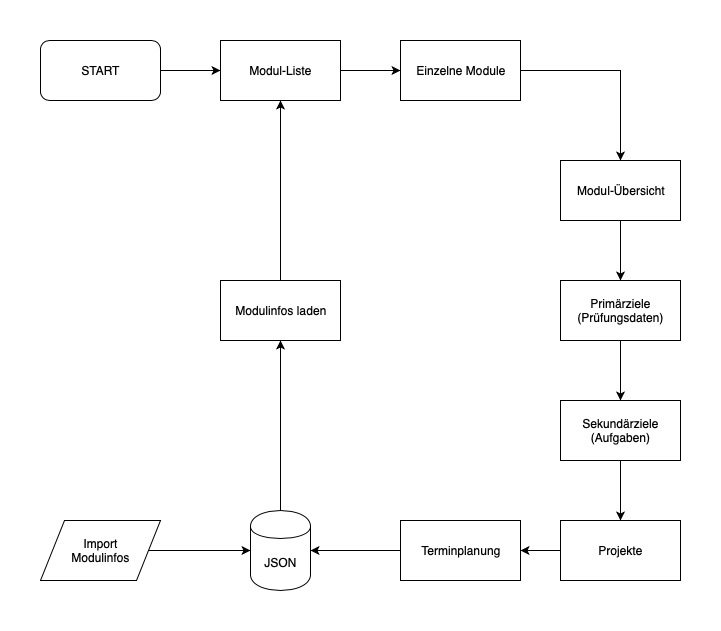 START
Modul-Liste
Einzelne Module
Modul-Übersicht
Modulinfos laden
Primärziele
(Prüfungsdaten)
Sekundärziele
(Aufgaben)
Import
Modulinfos
JSON
Terminplanung
Projekte